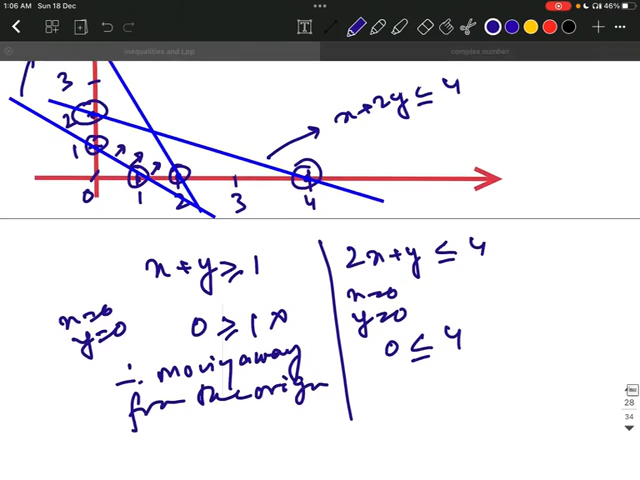 1:06 AM Sun 18 Dec
46%
inequalities and Lpp
complex number
3
2
1
0
1
2
3
4
x+2y ≤ 4
x+y ≥ 1
x=0
y=0
0 ≥ 1 ×
∴ moving away
from the origin
2x+y ≤ 4
x=0
y=0
0 ≤ 4
28
34